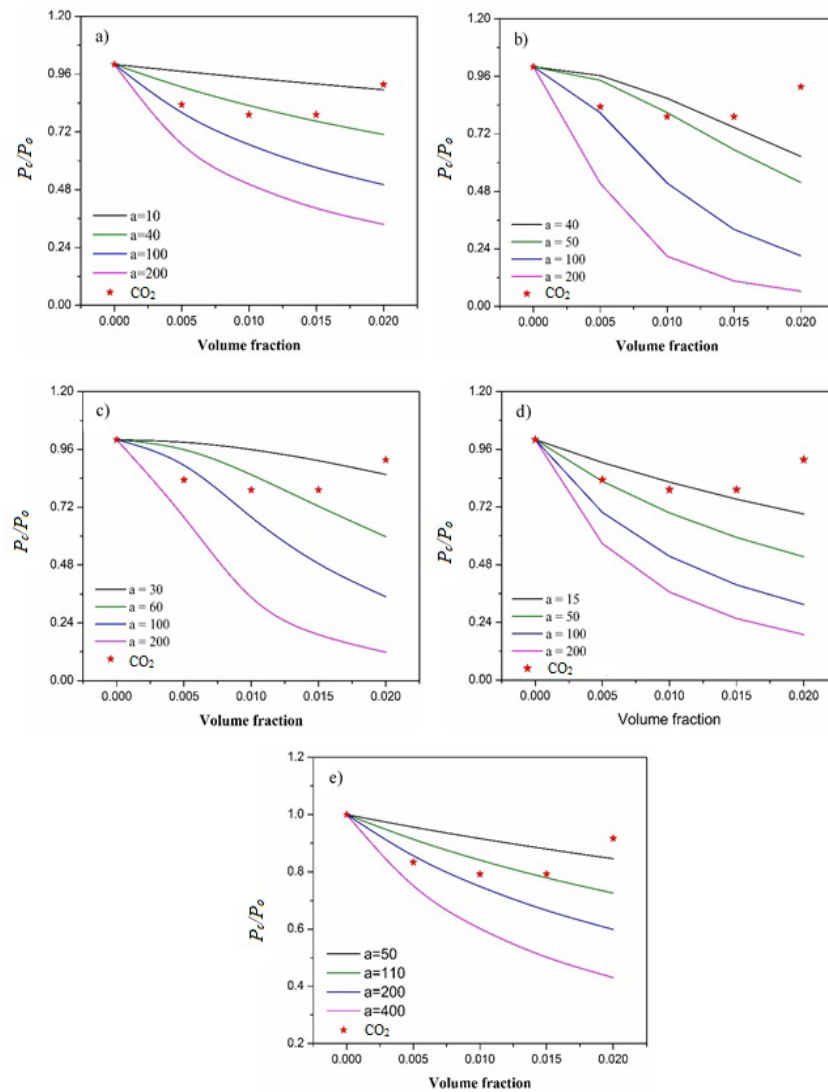 a)
1.20
0.96
0.72
0.48
0.24
0.00
Pc/Po
a=10
a=40
a=100
a=200
CO2
0.000 0.005 0.010 0.015 0.020
Volume fraction
b)
1.20
0.96
0.72
0.48
0.24
0.00
Pc/Po
a = 40
a = 50
a = 100
a = 200
CO2
0.000 0.005 0.010 0.015 0.020
Volume fraction
c)
1.20
0.96
0.72
0.48
0.24
0.00
Pc/Po
a = 30
a = 60
a = 100
a = 200
CO2
0.000 0.005 0.010 0.015 0.020
Volume fraction
d)
1.20
0.96
0.72
0.48
0.24
0.00
Pc/Po
a = 15
a = 50
a = 100
a = 200
CO2
0.000 0.005 0.010 0.015 0.020
Volume fraction
e)
1.2
1.0
0.8
0.6
0.4
0.2
Pc/Po
a=50
a=110
a=200
a=400
CO2
0.000 0.005 0.010 0.015 0.020
Volume fraction